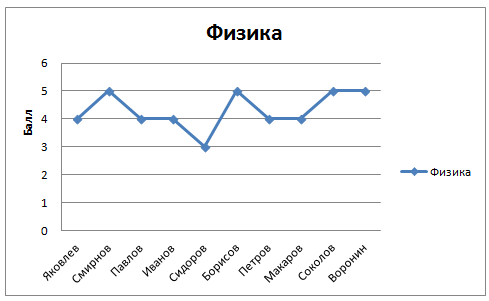 Физика
Балл
6
5
4
3
2
1
0
Яковлев
Смирнов
Павлов
Иванов
Сидоров
Борисов
Петров
Макаров
Соколов
Воронин
Физика